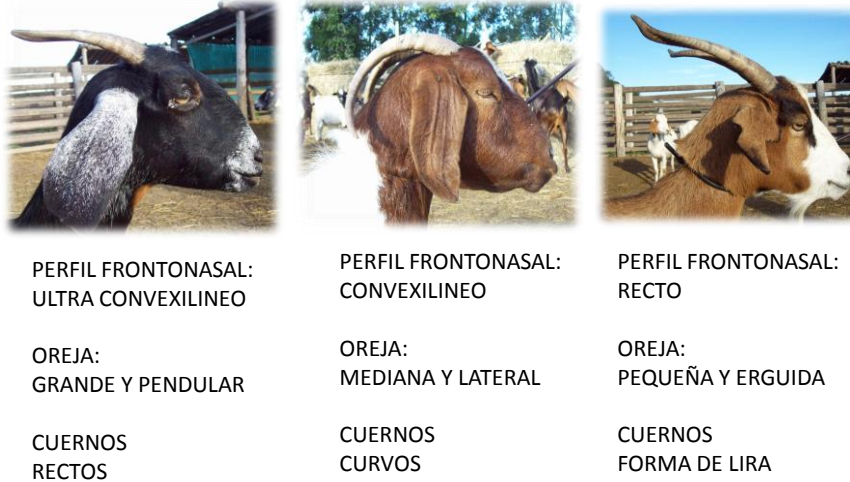 PERFIL FRONTONASAL:
ULTRA CONVEXILINEO
OREJA:
GRANDE Y PENDULAR
CUERNOS
RECTOS
PERFIL FRONTONASAL:
CONVEXILINEO
OREJA:
MEDIANA Y LATERAL
CUERNOS
CURVOS
PERFIL FRONTONASAL:
RECTO
OREJA:
PEQUEÑA Y ERGUIDA
CUERNOS
FORMA DE LIRA